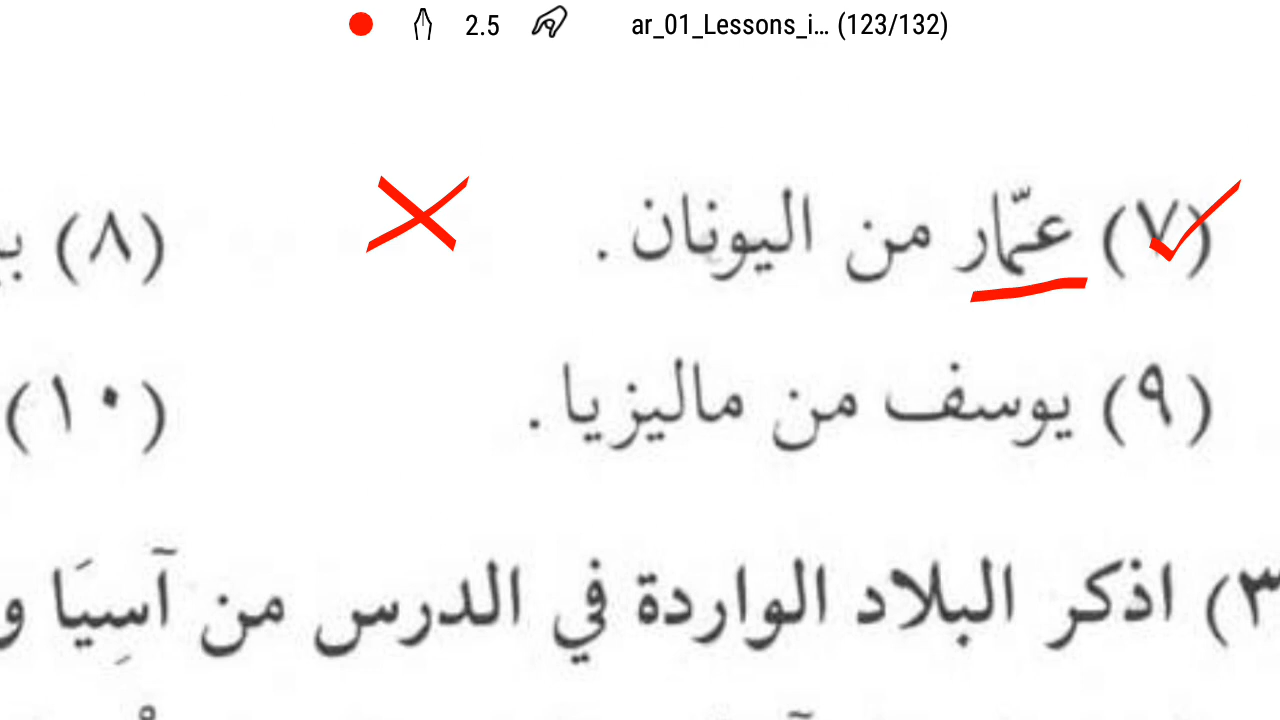 2.5 ar_01_Lessons_i... (123/132)
(٧) عمّار من اليونان . (٨)
(٩) يوسف من ماليزيا . (١٠)
٣) اذكر البلاد الواردة في الدرس من آسِيَا و